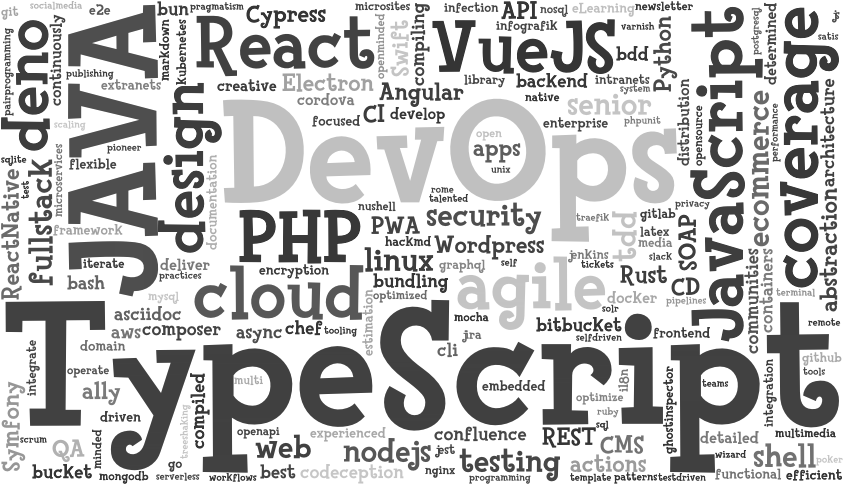 git
socialmedia
e2e
bun
pragmatism
Cypress
microsites
infection
API
nosql
eLearning
newsletter
varnish
postgresql
determined
satis
pairprogramming
deno
continuously
JAVA
markdown
kubernetes
React
openminded
Swift
compiling
VueJS
infografik
bdd
Python
JavaScript
coverage
publishing
extranets
creative
Electron
cordova
Angular
library
backend
intranets
system
native
senior
distribution
opensource
ecommerce
performance
architecture
abstraction
scaling
pioneer
flexible
design
focused
CI
develop
DevOps
open
apps
unix
enterprise
phpunit
sqlite
test
microservices
fullstack
ReactNative
documentation
framework
iterate
bash
deliver
practices
mysql
PHP
nushell
PWA
hackmd
rome
talented
security
Wordpress
traefik
tdd
gitlab
latex
media
slack
privacy
SOAP
encryption
linux
graphql
self
jenkins
tickets
Rust
CD
communities
containers
terminal
cloud
bundling
optimized
agile
docker
pipelines
solr
asciidoc
aws
composer
async
chef
tooling
estimation
mocha
jra
cli
bitbucket
selfdriven
frontend
remote
TypeScript
integrate
domain
operate
ally
driven
multi
embedded
i18n
optimize
ruby
sql
teams
ghostinspector
integration
github
tools
Symfony
scrum
QA
minded
compiled
treeshaking
openapi
experienced
confluence
REST
CMS
detailed
multimedia
bucket
mongodb
go
serverless
workflows
web
best
codeception
nodejs
jest
nginx
testing
programming
actions
template
patterns
testdriven
wizard
functional
shell
efficient
poker